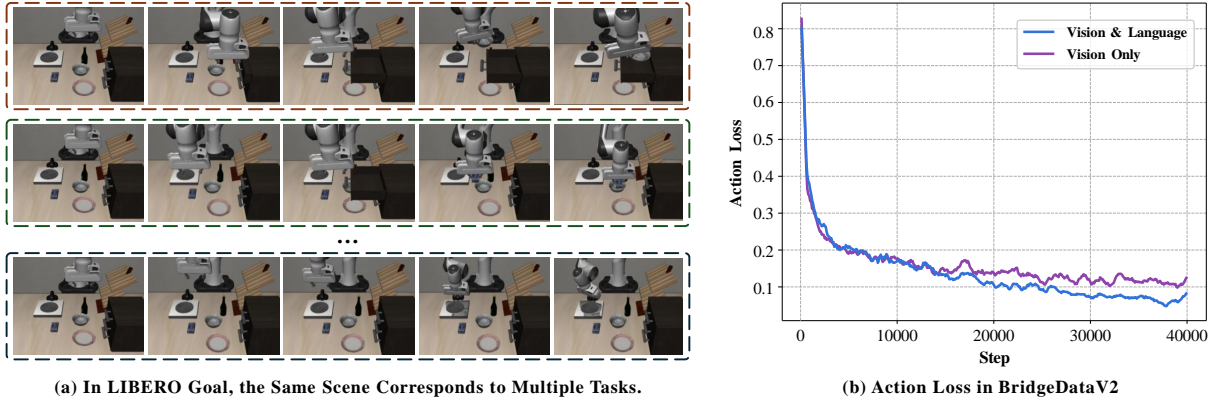 ...
(a) In LIBERO Goal, the Same Scene Corresponds to Multiple Tasks.
Action Loss
0.8
0.7
0.6
0.5
0.4
0.3
0.2
0.1
Vision & Language
Vision Only
0 10000 20000 30000 40000
Step
(b) Action Loss in BridgeDataV2